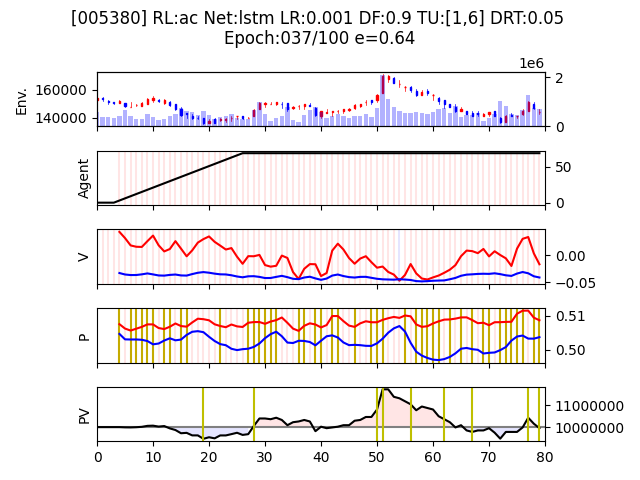 [005380] RL:ac Net:lstm LR:0.001 DF:0.9 TU:[1,6] DRT:0.05
Epoch:037/100 e=0.64
1e6
Env.
160000
140000
2
0
Agent
50
0
V
0.00
−0.05
P
0.51
0.50
PV
11000000
10000000
0 10 20 30 40 50 60 70 80